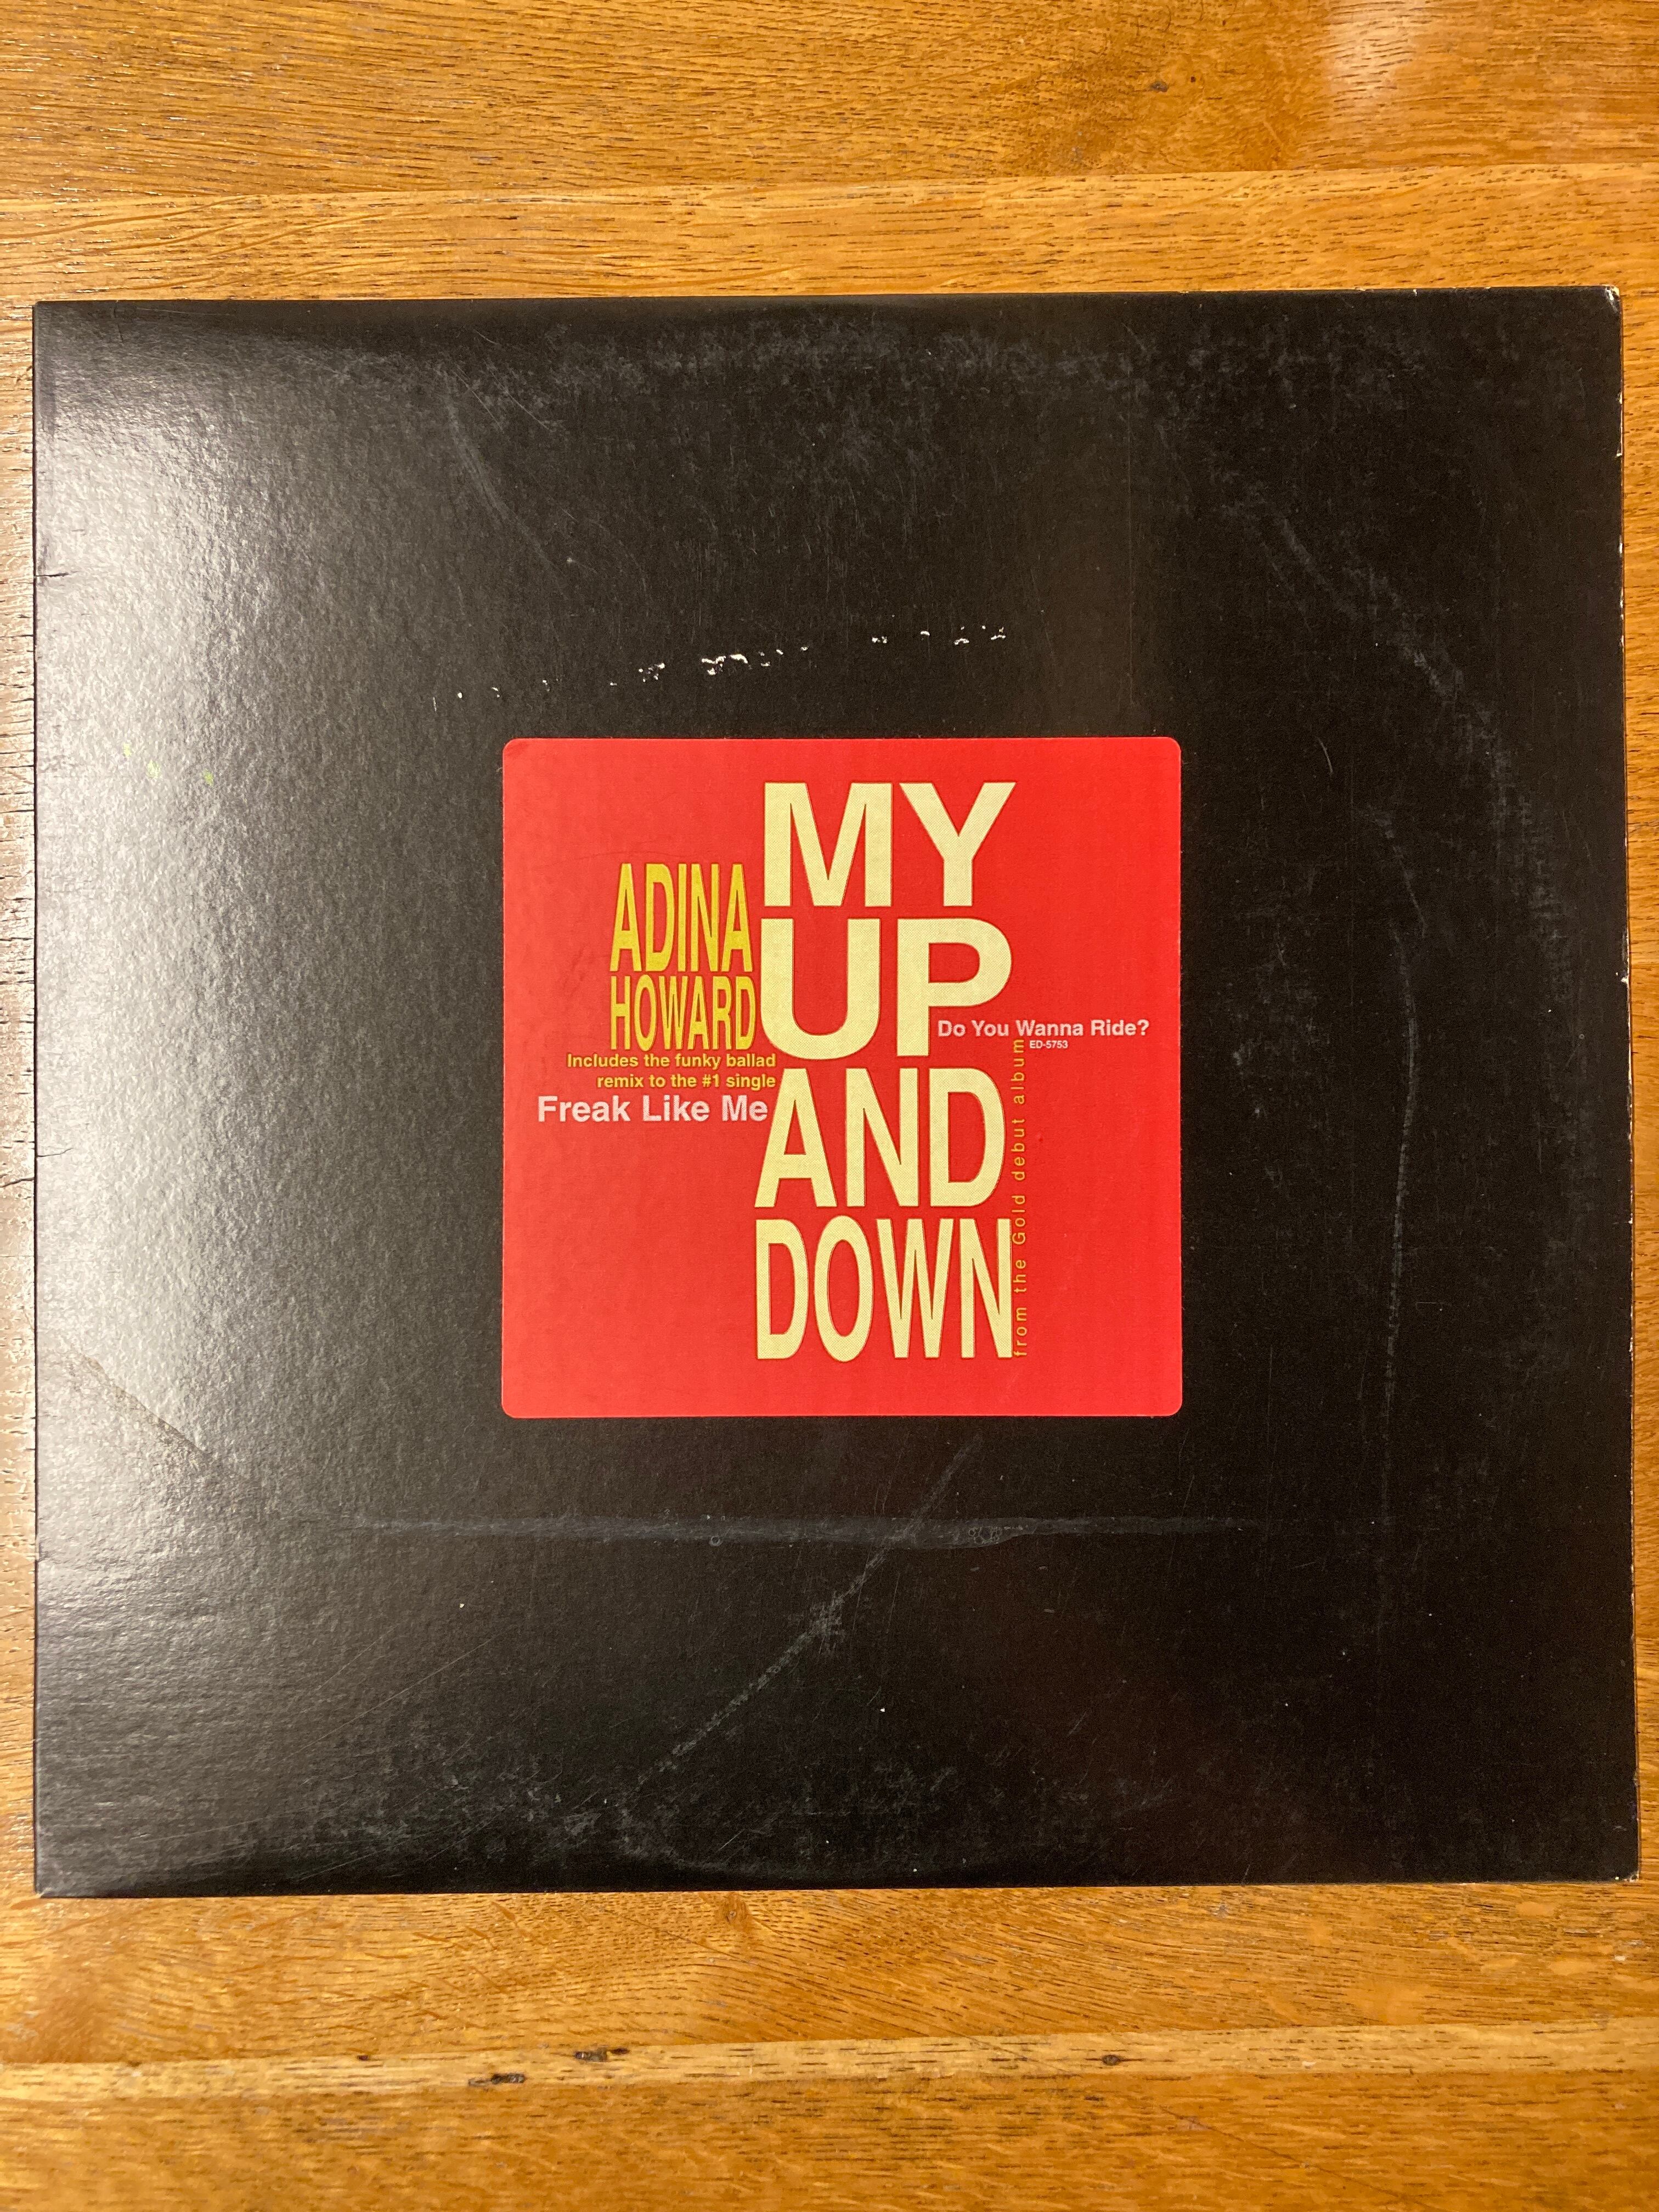 MY
UP
AND
DOWN
ADINA
HOWARD
Includes the funky ballad
remix to the #1 single
Freak Like Me
Do You Wanna Ride?
ED-5753
from the Gold debut album